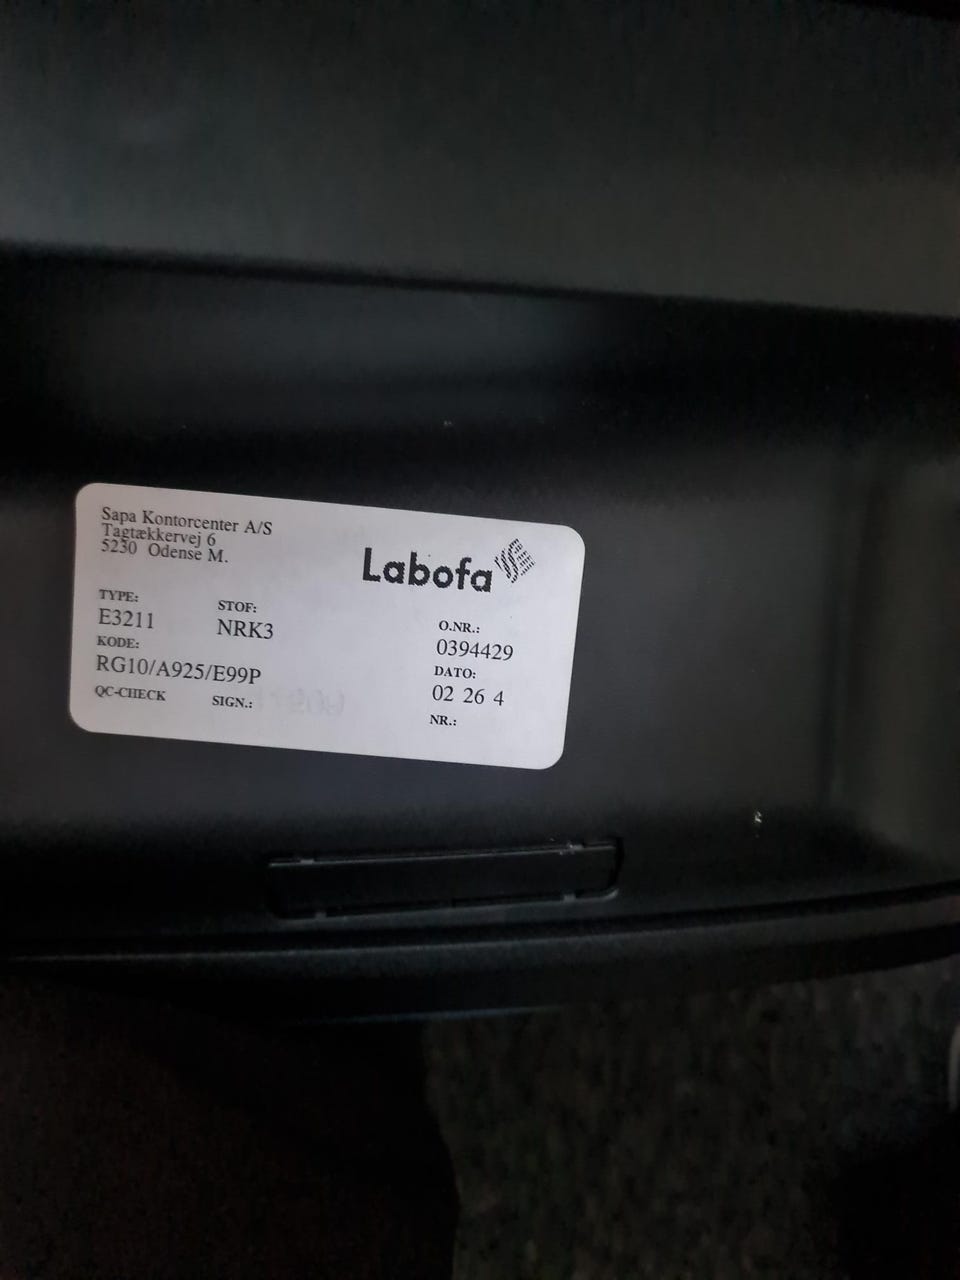 Sapa Kontorcenter A/S
Tagtækkervej 6
5230 Odense M.
Labofa
TYPE:
E3211
STOF:
NRK3
KODE:
RG10/A925/E99P
QC-CHECK
SIGN.:
O.NR.:
0394429
DATO:
02 26 4
NR.: